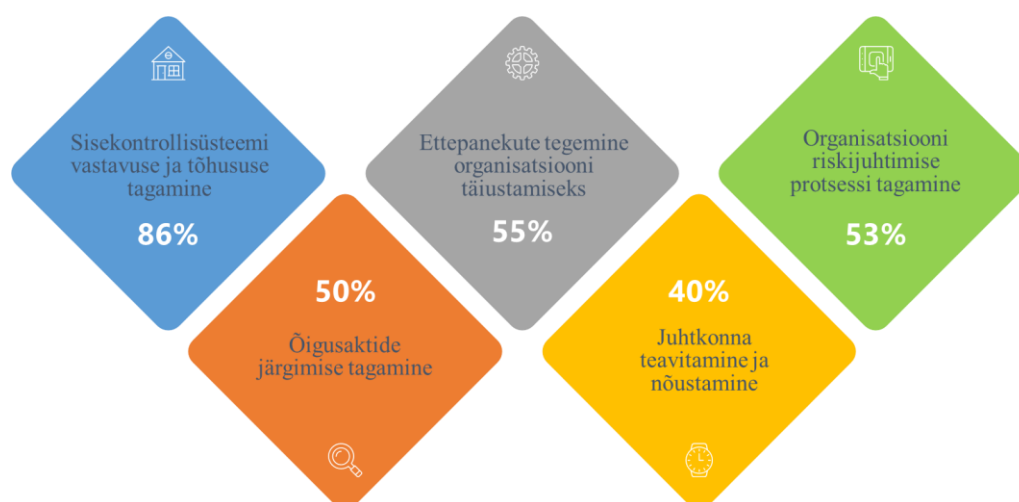 Sisekontrollisüsteemi
vastavuse ja tõhususe
tagamine
86%
50%
Õigusaktide
järgimise tagamine
Ettepanekute tegemine
organisatsiooni
täiustamiseks
55%
40%
Juhtkonna
teavitamine ja
nõustamine
Organisatsiooni
riskijuhtimise
protsessi tagamine
53%